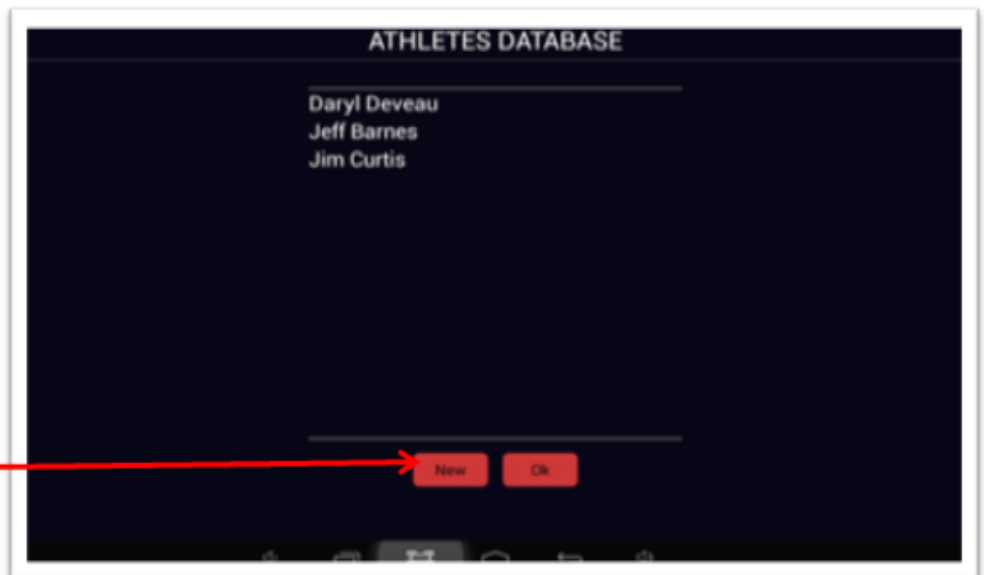 ATHLETES DATABASE
Daryl Deveau
Jeff Barnes
Jim Curtis
New Ok